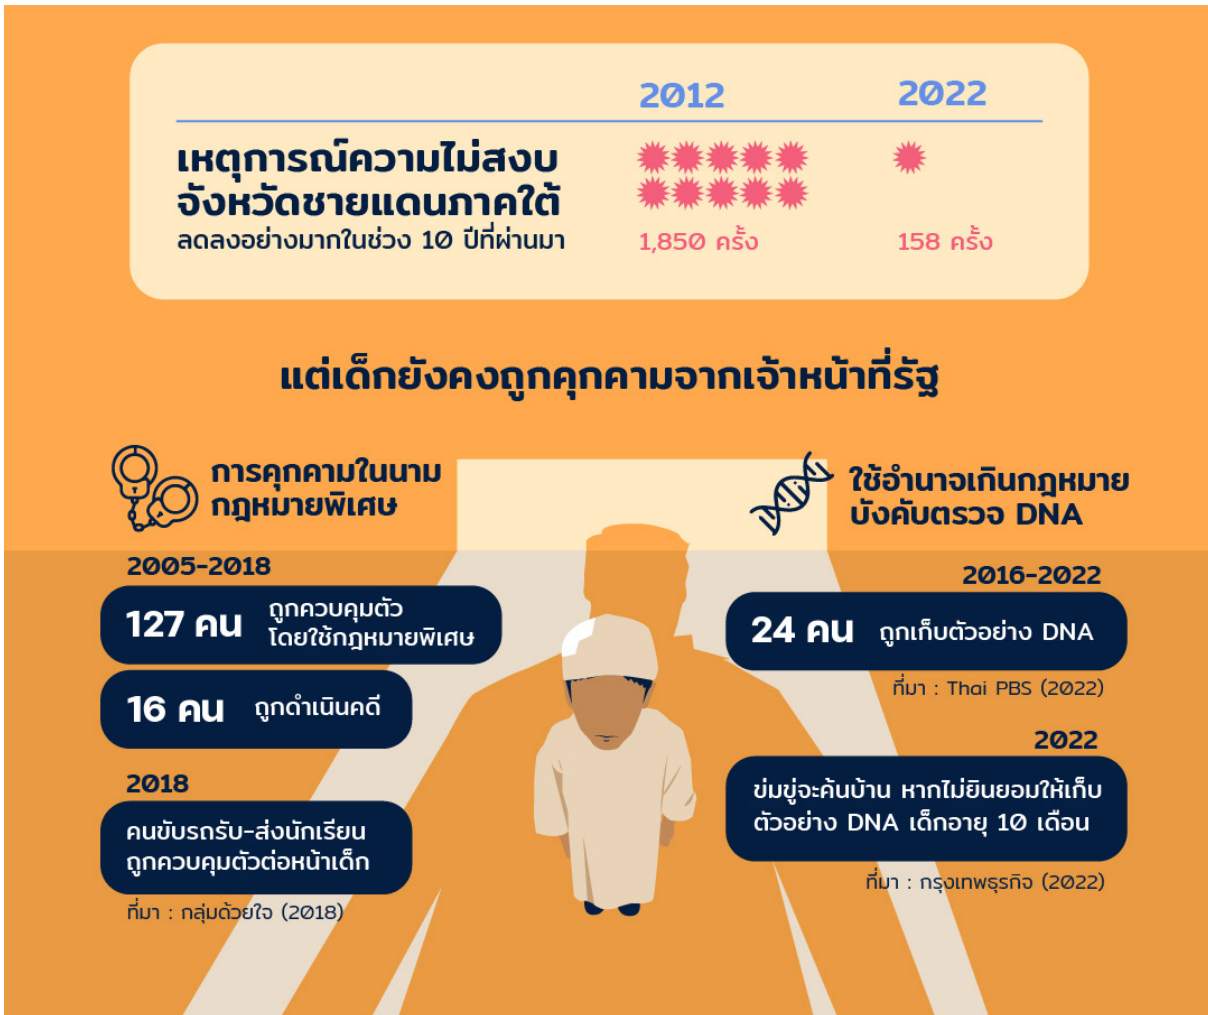 2012
2022
เหตุการณ์ความไม่สงบ
จังหวัดชายแดนภาคใต้
ลดลงอย่างมากในช่วง 10 ปีที่ผ่านมา
1,850 ครั้ง
158 ครั้ง
แต่เด็กยังคงถูกคุกคามจากเจ้าหน้าที่รัฐ
การคุกคามในนาม
กฎหมายพิเศษ
2005-2018
127 คน
ถูกควบคุมตัว
โดยใช้กฎหมายพิเศษ
16 คน
ถูกดำเนินคดี
2018
คนขับรถรับ-ส่งนักเรียน
ถูกควบคุมตัวต่อหน้าเด็ก
ที่มา : กลุ่มด้วยใจ (2018)
ใช้อำนาจเกินกฎหมาย
บังคับตรวจ DNA
2016-2022
24 คน
ถูกเก็บตัวอย่าง DNA
ที่มา : Thai PBS (2022)
2022
ข่มขู่จะค้นบ้าน หากไม่ยินยอมให้เก็บ
ตัวอย่าง DNA เด็กอายุ 10 เดือน
ที่มา : กรุงเทพธุรกิจ (2022)